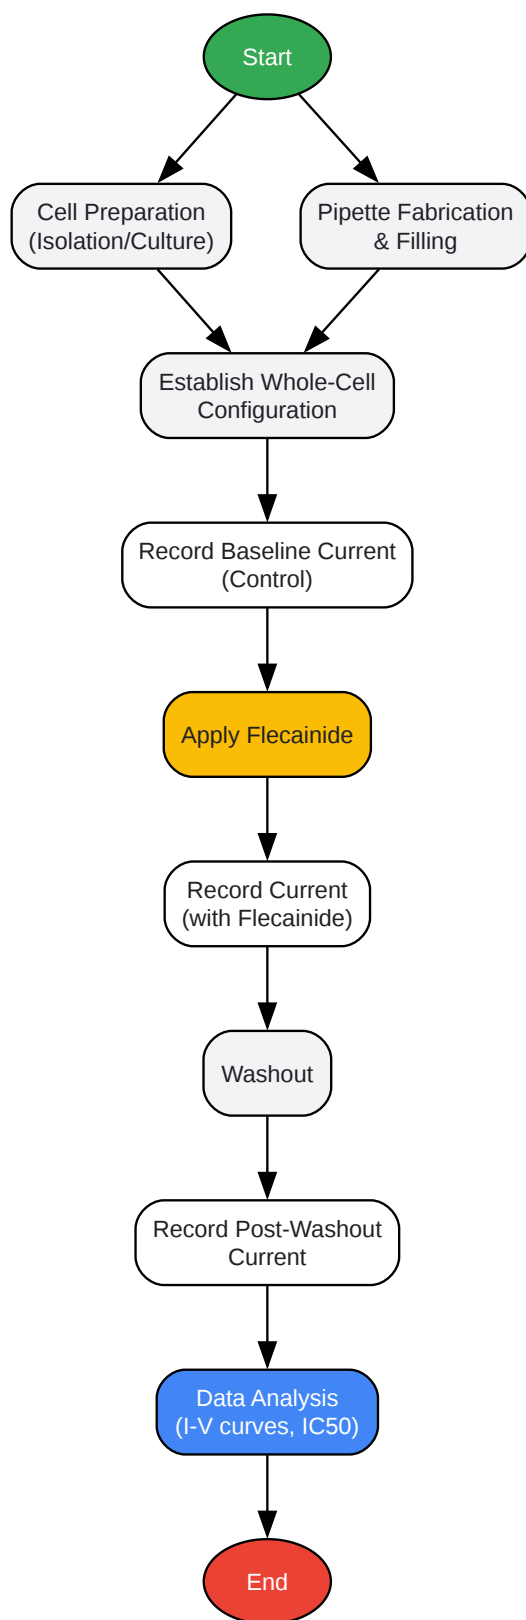 Start
Cell Preparation
(Isolation/Culture)
Pipette Fabrication
& Filling
Establish Whole-Cell
Configuration
Record Baseline Current
(Control)
Apply Flecainide
Record Current
(with Flecainide)
Washout
Record Post-Washout
Current
Data Analysis
(I-V curves, IC50)
End